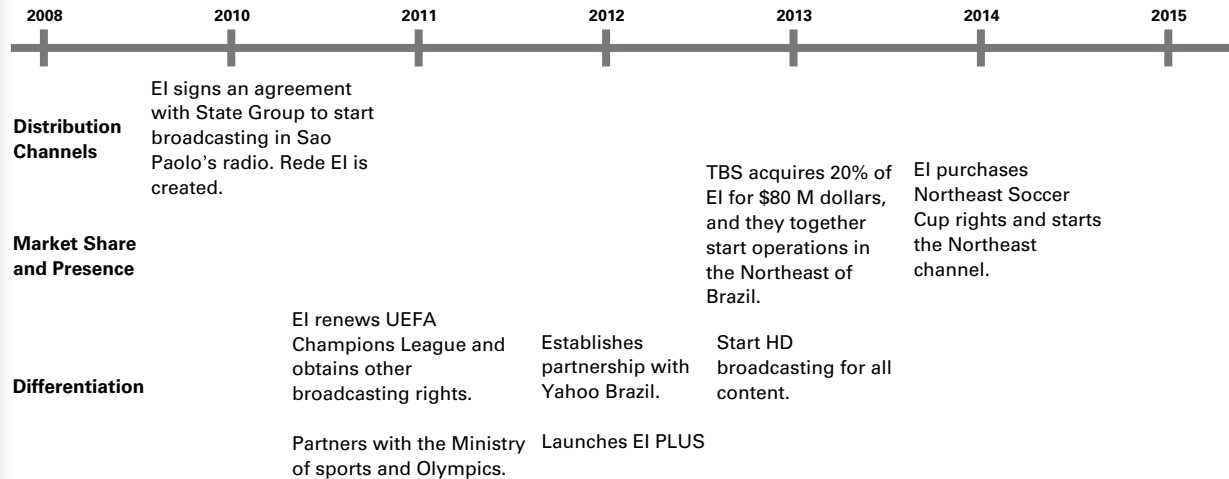 2008 2010 2011 2012 2013 2014 2015
Distribution
Channels
EI signs an agreement
with State Group to start
broadcasting in Sao
Paolo's radio. Rede EI is
created.
Market Share
and Presence
TBS acquires 20% of
EI for $80 M dollars,
and they together
start operations in
the Northeast of
Brazil.
EI purchases
Northeast Soccer
Cup rights and starts
the Northeast
channel.
Differentiation
EI renews UEFA
Champions League and
obtains other
broadcasting rights.
Partners with the Ministry
of sports and Olympics.
Establishes
partnership with
Yahoo Brazil.
Launches EI PLUS
Start HD
broadcasting for all
content.